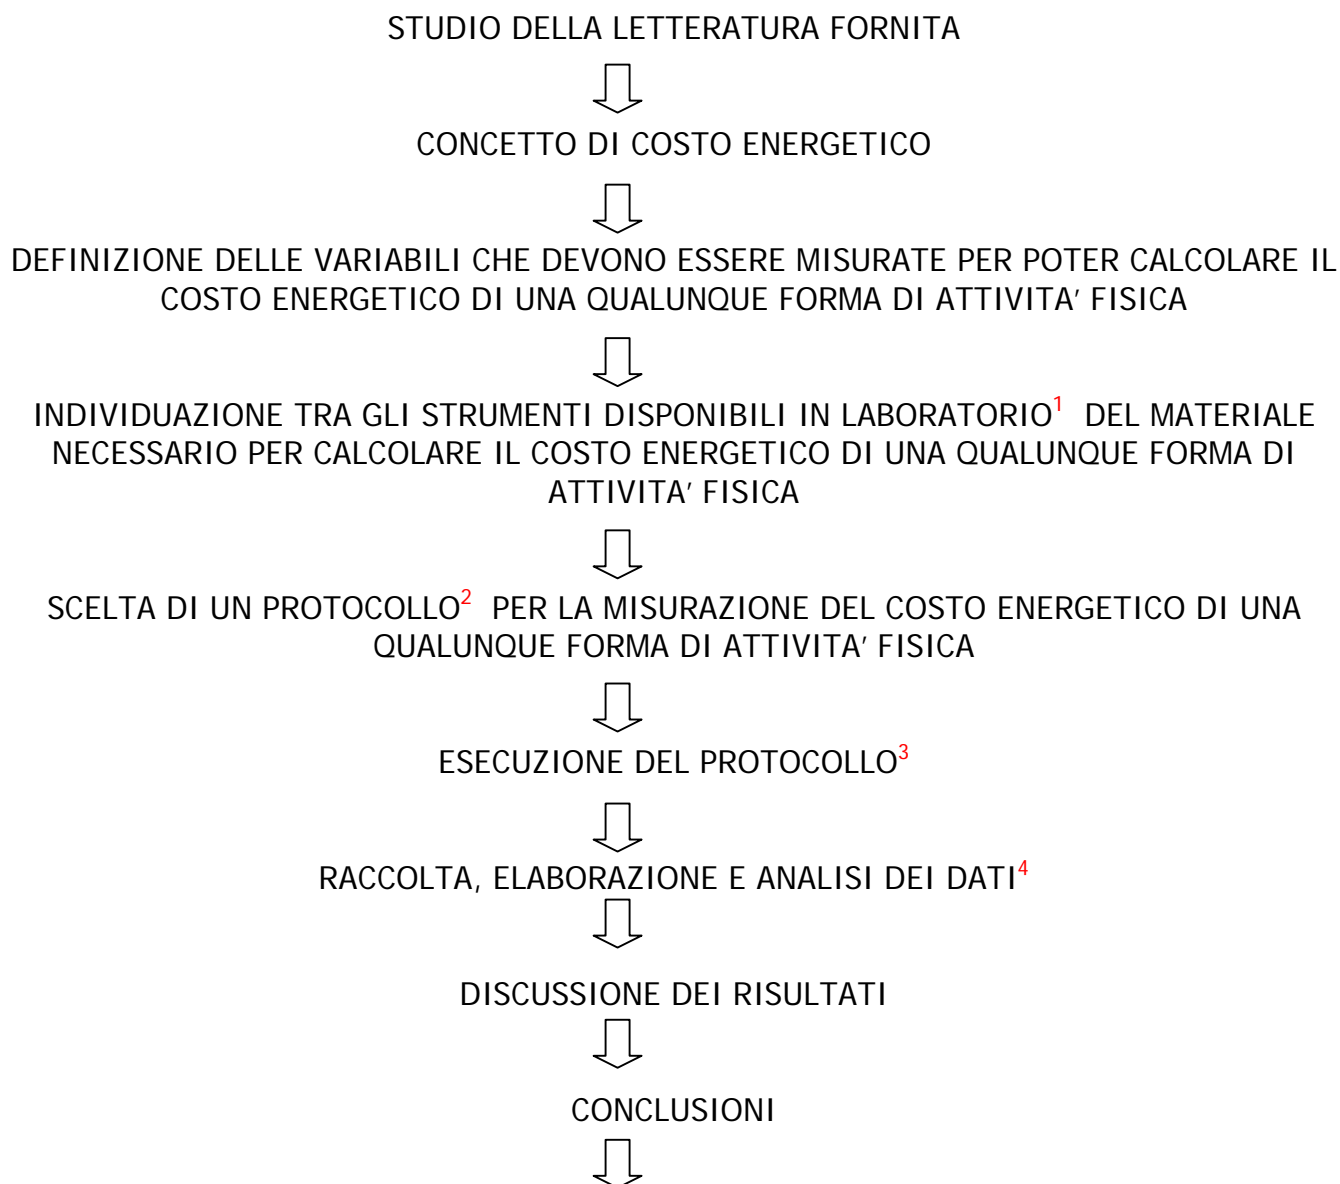 STUDIO DELLA LETTERATURA FORNITA
CONCETTO DI COSTO ENERGETICO
DEFINIZIONE DELLE VARIABILI CHE DEVONO ESSERE MISURATE PER POTER CALCOLARE IL
COSTO ENERGETICO DI UNA QUALUNQUE FORMA DI ATTIVITA’ FISICA
INDIVIDUAZIONE TRA GLI STRUMENTI DISPONIBILI IN LABORATORIO¹ DEL MATERIALE
NECESSARIO PER CALCOLARE IL COSTO ENERGETICO DI UNA QUALUNQUE FORMA DI
ATTIVITA’ FISICA
SCELTA DI UN PROTOCOLLO² PER LA MISURAZIONE DEL COSTO ENERGETICO DI UNA
QUALUNQUE FORMA DI ATTIVITA’ FISICA
ESECUZIONE DEL PROTOCOLLO³
RACCOLTA, ELABORAZIONE E ANALISI DEI DATI⁴
DISCUSSIONE DEI RISULTATI
CONCLUSIONI